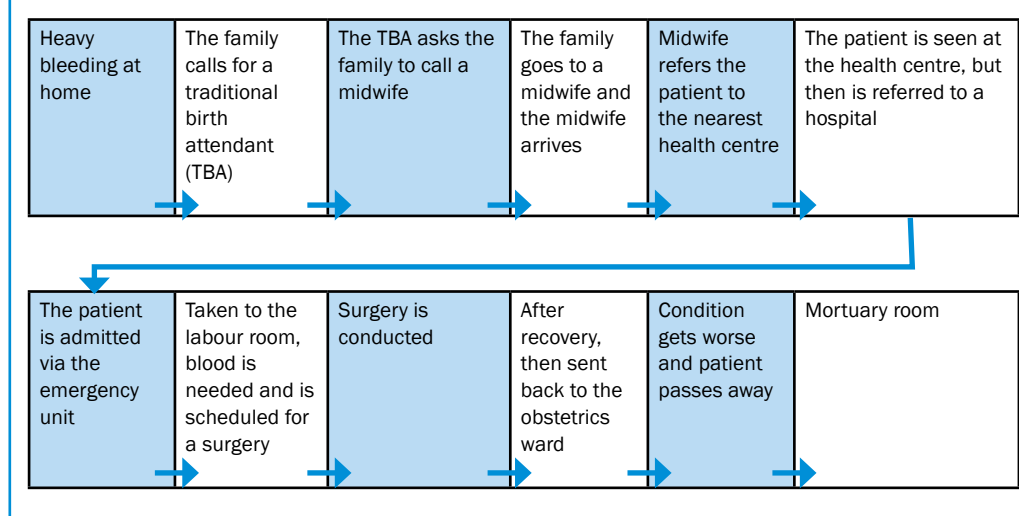 Heavy
bleeding at
home
The family
calls for a
traditional
birth
attendant
(TBA)
The TBA asks the
family to call a
midwife
The family
goes to a
midwife and
the midwife
arrives
Midwife
refers the
patient to
the nearest
health centre
The patient is seen at
the health centre, but
then is referred to a
hospital
The patient
is admitted
via the
emergency
unit
Taken to the
labour room,
blood is
needed and is
scheduled for
a surgery
Surgery is
conducted
After
recovery,
then sent
back to the
obstetrics
ward
Condition
gets worse
and patient
passes away
Mortuary room